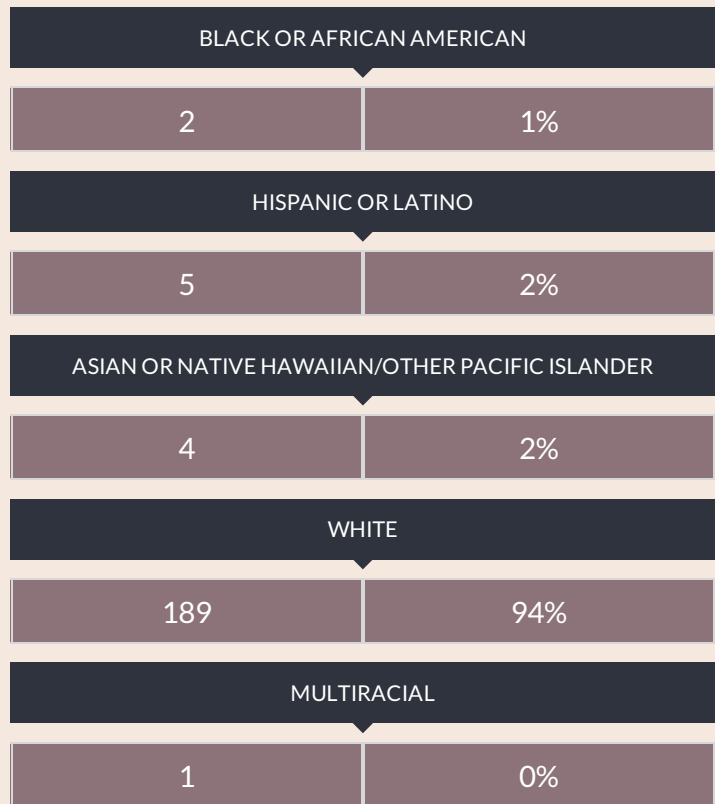 BLACK OR AFRICAN AMERICAN
2 1%
HISPANIC OR LATINO
5 2%
ASIAN OR NATIVE HAWAIIAN/OTHER PACIFIC ISLANDER
4 2%
WHITE
189 94%
MULTIRACIAL
1 0%